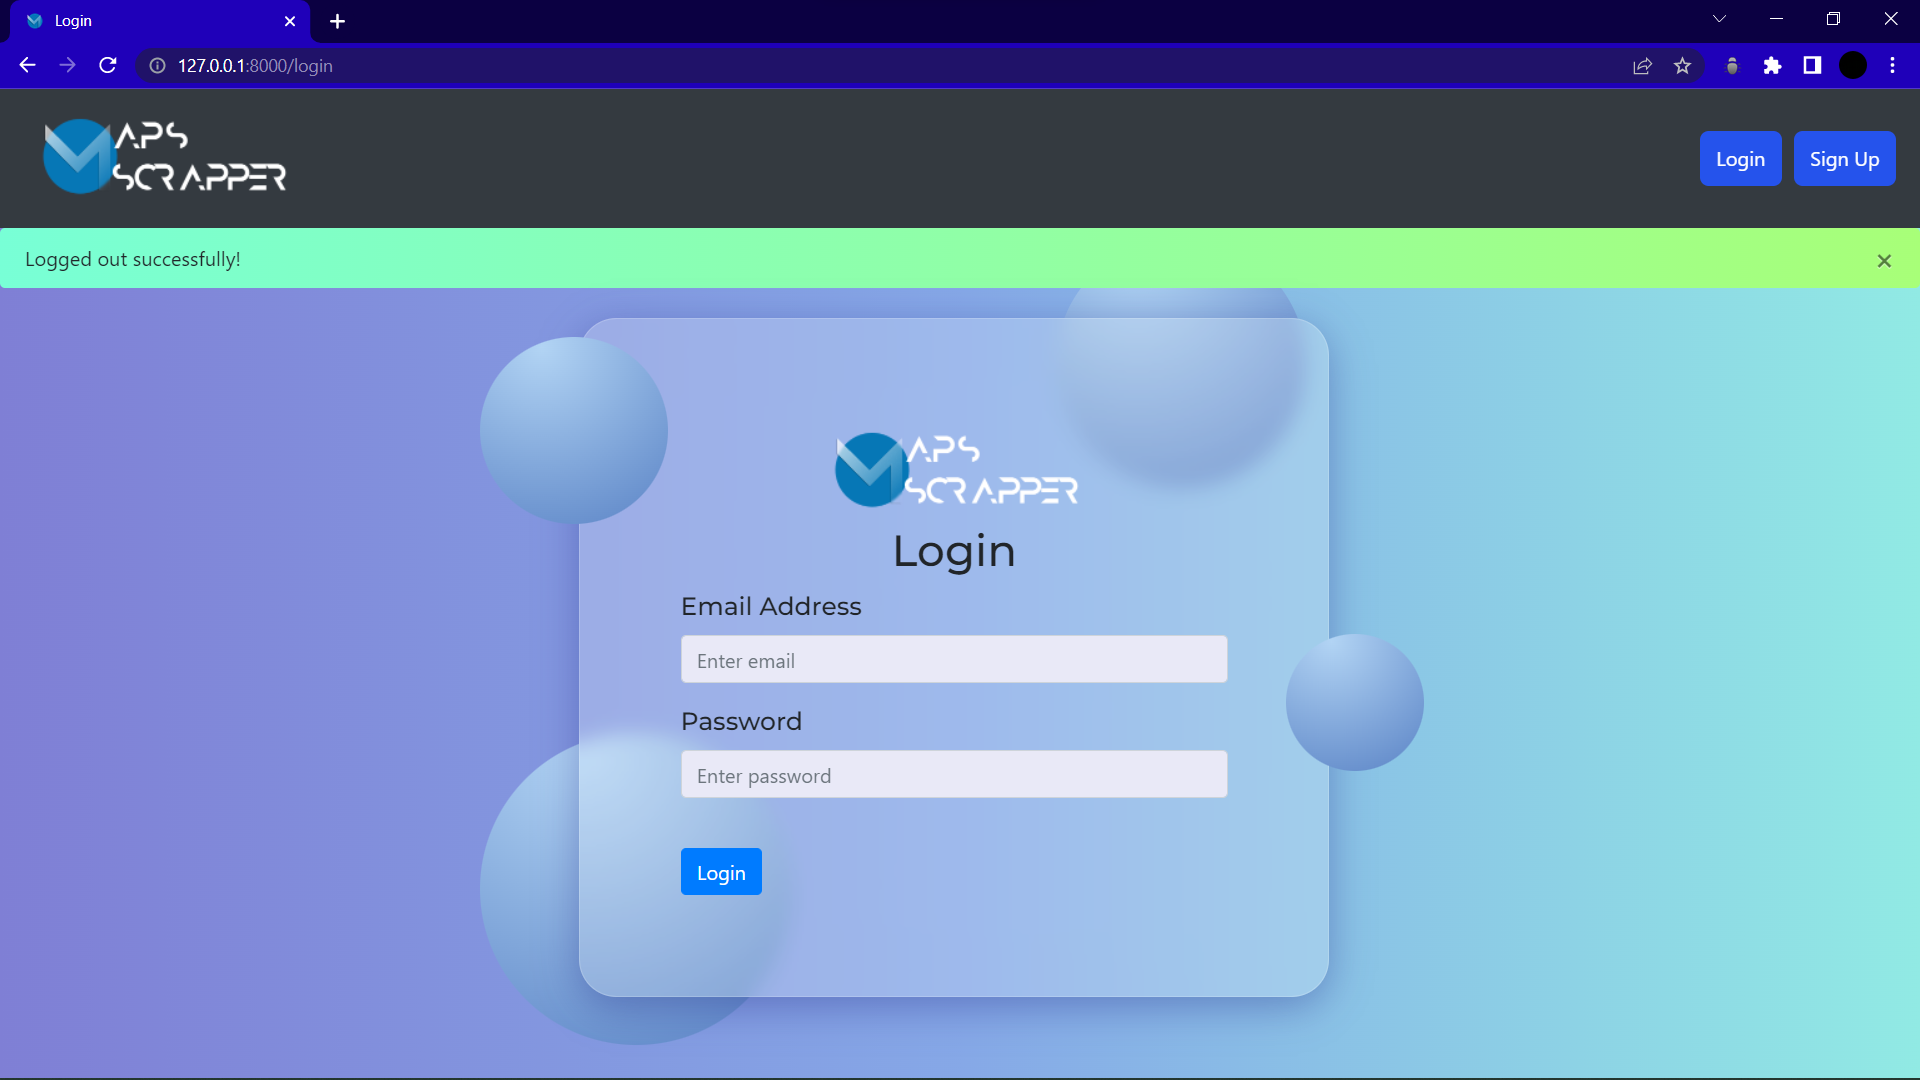 Login
127.0.0.1:8000/login
MAPS
SCRAPPER
Login
Sign Up
Logged out successfully!
MAPS
SCRAPPER
Login
Email Address
Enter email
Password
Enter password
Login